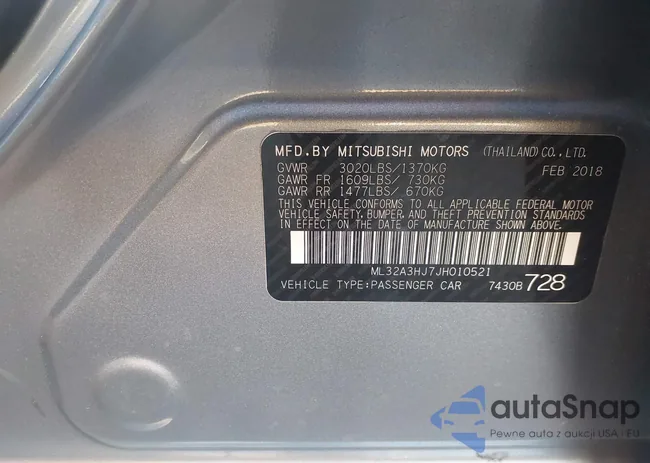 MFD.BY MITSUBISHI MOTORS (THAILAND) CO., LTD.
GVWR 3020LBS/1370KG FEB 2018
GAWR FR 1609LBS/ 730KG
GAWR RR 1477LBS/ 670KG
THIS VEHICLE CONFORMS TO ALL APPLICABLE FEDERAL MOTOR
VEHICLE SAFETY, BUMPER, AND THEFT PREVENTION STANDARDS
IN EFFECT ON THE DATE OF MANUFACTURE SHOWN ABOVE.
ML32A3HJ7JH010521
VEHICLE TYPE:PASSENGER CAR 7430B 728
autaSnap
Pewne auta z aukcji USA i EU